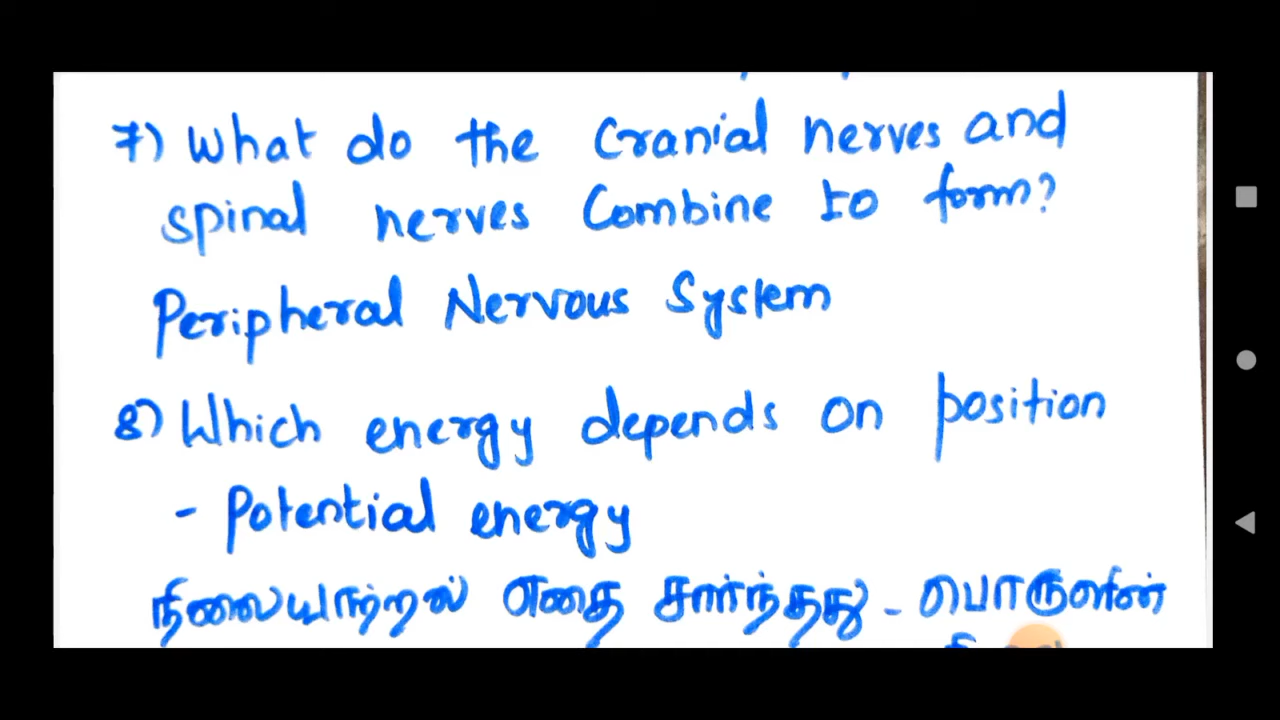 7) What do the Cranial nerves and
spinal nerves Combine to form?
Peripheral Nervous System
8) Which energy depends on position
- Potential energy
நிலையாற்றல் எதை சார்ந்தது - பொருளின்